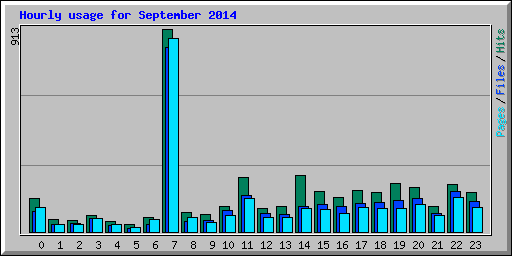 Hourly usage for September 2014
913
Pages/Files/Hits
0 1 2 3 4 5 6 7 8 9 10 11 12 13 14 15 16 17 18 19 20 21 22 23